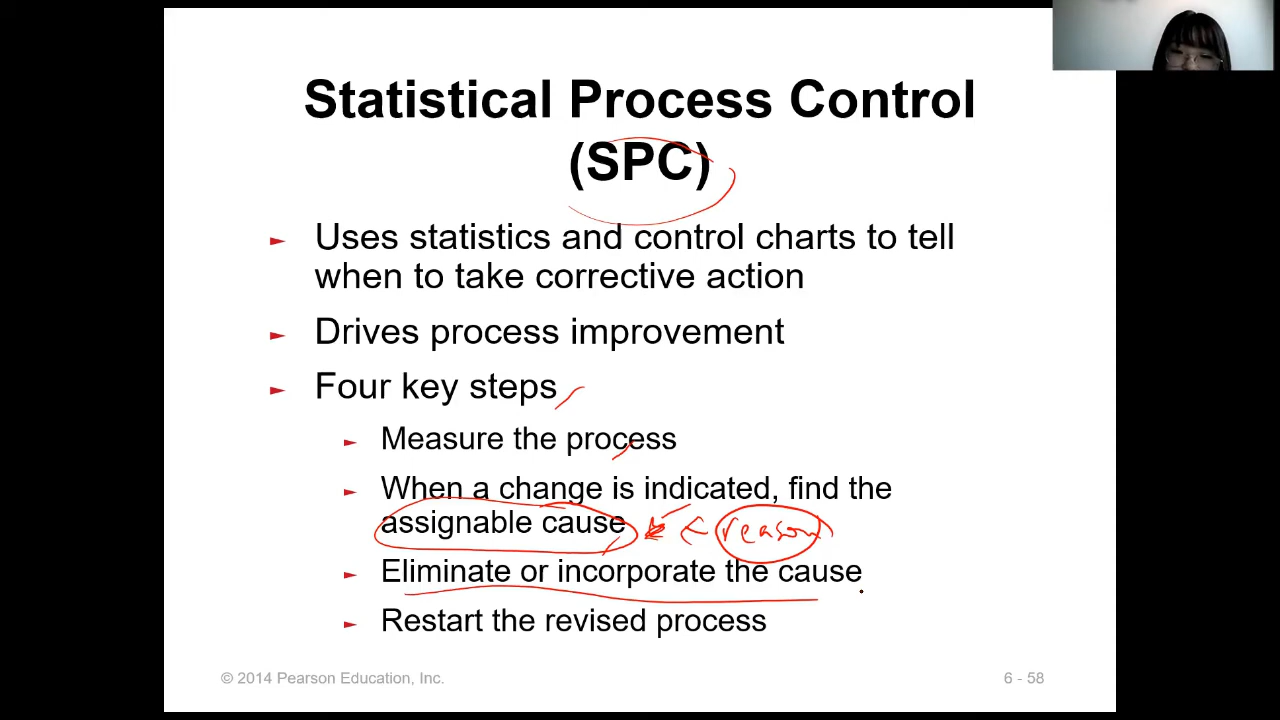 Statistical Process Control
(SPC)
► Uses statistics and control charts to tell
when to take corrective action
► Drives process improvement
► Four key steps
► Measure the process
► When a change is indicated, find the
assignable cause reason
► Eliminate or incorporate the cause
► Restart the revised process
© 2014 Pearson Education, Inc. 6 - 58